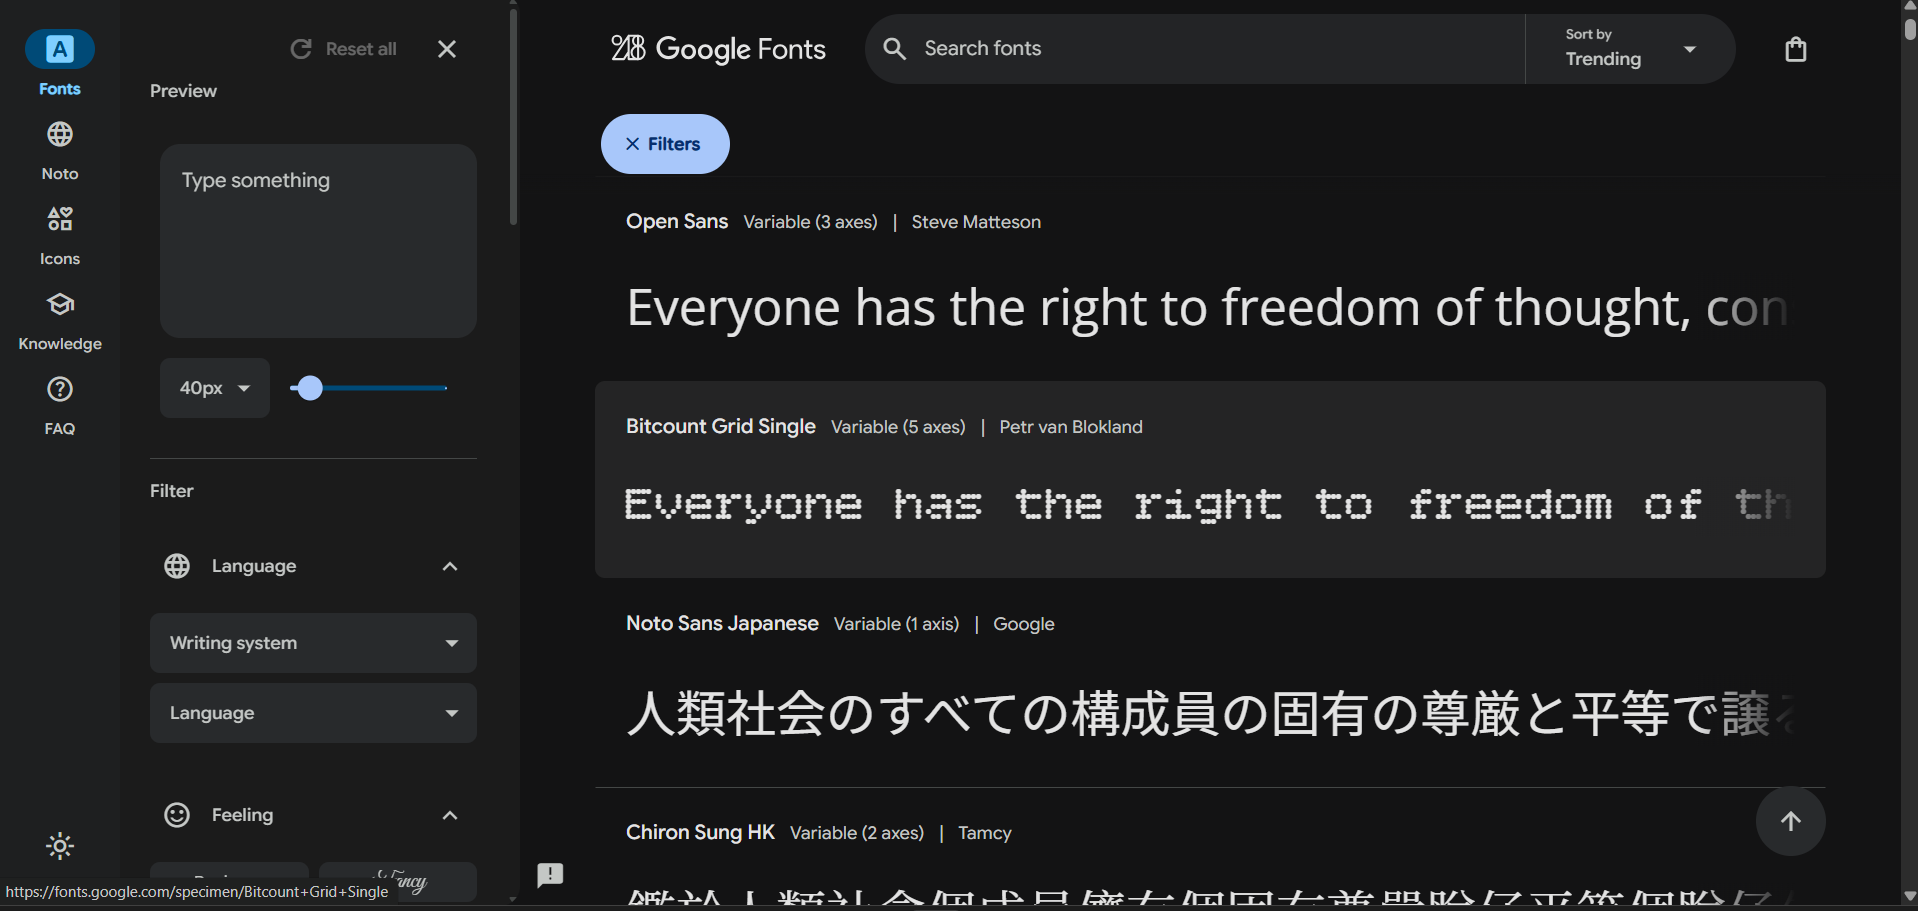 Fonts
Noto
Icons
Knowledge
FAQ
Reset all
Preview
Type something
40px
Filter
Language
Writing system
Language
Feeling
Fancy
https://fonts.google.com/specimen/Bitcount+Grid+Single
Google Fonts
Search fonts
Sort by
Trending
Filters
Open Sans Variable (3 axes) | Steve Matteson
Everyone has the right to freedom of thought, con
Bitcount Grid Single Variable (5 axes) | Petr van Blokland
Everyone has the right to freedom of th
Noto Sans Japanese Variable (1 axis) | Google
人類社会のすべての構成員の固有の尊厳と平等で譲る
Chiron Sung HK Variable (2 axes) | Tamcy